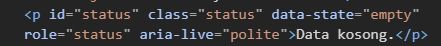 <p id="status" class="status" data-state="empty"
role="status" aria-live="polite">Data kosong.</p>